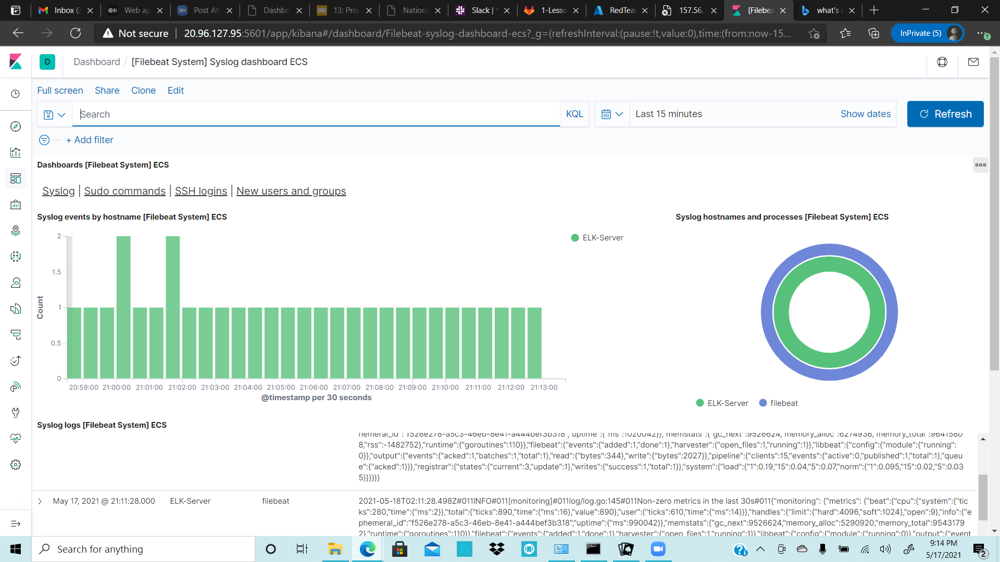 Inbox (3
Web ap
Post Att
Dashbo
13: Proj
Nationa
Slack | *
1-Lesso
RedTear
157.56.
[Filebea
what's r
Not secure
20.96.127.95:5601/app/kibana#/dashboard/Filebeat-syslog-dashboard-ecs?_g=(refreshInterval:(pause:!t,value:0),time:(from:now-15...
InPrivate (5)
D
Dashboard / [Filebeat System] Syslog dashboard ECS
Full screen Share Clone Edit
Search
KQL
Last 15 minutes
Show dates
Refresh
+ Add filter
Dashboards [Filebeat System] ECS
Syslog | Sudo commands | SSH logins | New users and groups
Syslog events by hostname [Filebeat System] ECS
2
1.5
1
0.5
0
Count
20:59:00 21:00:00 21:01:00 21:02:00 21:03:00 21:04:00 21:05:00 21:06:00 21:07:00 21:08:00 21:09:00 21:10:00 21:11:00 21:12:00 21:13:00
@timestamp per 30 seconds
ELK-Server
Syslog hostnames and processes [Filebeat System] ECS
ELK-Server filebeat
Syslog logs [Filebeat System] ECS
hemeral_id":"f526e278-a5c3-46eb-8e41-a444bef3b318","uptime":{"ms":1020042}},"memstats":{"gc_next":9526624,"memory_alloc":6274936,"memory_total":9641580
8,"rss":-1482752},"runtime":{"goroutines":110}},"filebeat":{"events":{"added":1,"done":1},"harvester":{"open_files":1,"running":1}},"libbeat":{"config":{"module":{"running":
0}},"output":{"events":{"acked":1,"batches":1,"total":1},"read":{"bytes":344},"write":{"bytes":2027}},"pipeline":{"clients":15,"events":{"active":0,"published":1,"total":1},"queu
e":{"acked":1}}},"registrar":{"states":{"current":3,"update":1},"writes":{"success":1,"total":1}},"system":{"load":{"1":0.19,"15":0.04,"5":0.07,"norm":{"1":0.095,"15":0.02,"5":0.03
5}}}}}}
May 17, 2021 @ 21:11:28.000
ELK-Server
filebeat
2021-05-18T02:11:28.498Z#011INFO#011[monitoring]#011log/log.go:145#011Non-zero metrics in the last 30s#011{"monitoring": {"metrics": {"beat":{"cpu":{"system":{"tic
ks":280,"time":{"ms":2}},"total":{"ticks":890,"time":{"ms":16},"value":890},"user":{"ticks":610,"time":{"ms":14}}},"handles":{"limit":{"hard":4096,"soft":1024},"open":9},"info":{"e
phemeral_id":"f526e278-a5c3-46eb-8e41-a444bef3b318","uptime":{"ms":990042}},"memstats":{"gc_next":9526624,"memory_alloc":5290920,"memory_total":9543179
2},"runtime":{"goroutines":110}},"filebeat":{"events":{"added":1,"done":1},"harvester":{"open_files":1,"running":1}},"libbeat":{"config":{"module":{"running":0}},"output":{"event
Search for anything
9:14 PM
5/17/2021
2